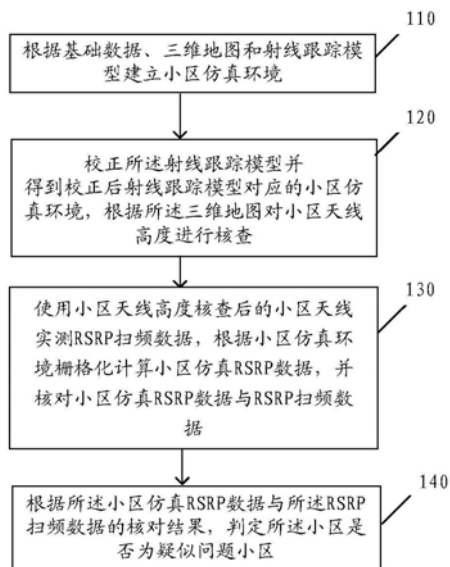 110
根据基础数据、三维地图和射线跟踪模
型建立小区仿真环境
120
校正所述射线跟踪模型并
得到校正后射线跟踪模型对应的小区仿
真环境，根据所述三维地图对小区天线
高度进行核查
130
使用小区天线高度核查后的小区天线
实测RSRP扫频数据，根据小区仿真环
境栅格化计算小区仿真RSRP数据，并
核对小区仿真RSRP数据与RSRP扫频数
据
140
根据所述小区仿真RSRP数据与所述RSRP
扫频数据的核对结果，判定所述小区是
否为疑似问题小区